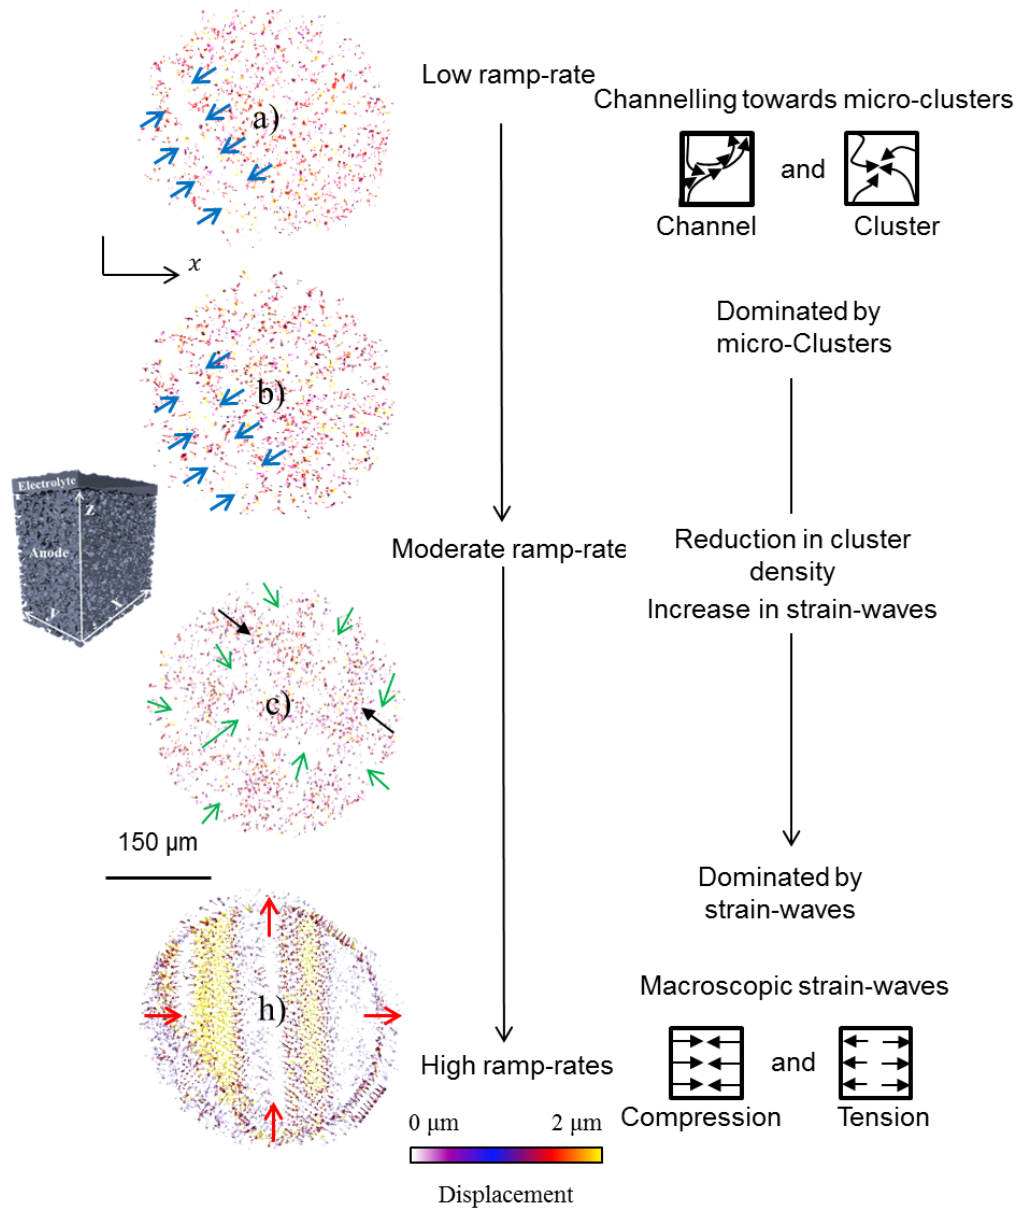 Low ramp-rate
Channelling towards micro-clusters
a)
and
Channel
Cluster
x
Dominated by
micro-Clusters
b)
Electrolyte
z
Anode
y
x
Moderate ramp-rate
Reduction in cluster
density
Increase in strain-waves
c)
150 μm
Dominated by
strain-waves
h)
Macroscopic strain-waves
and
High ramp-rates
Compression
Tension
0 μm
2 μm
Displacement